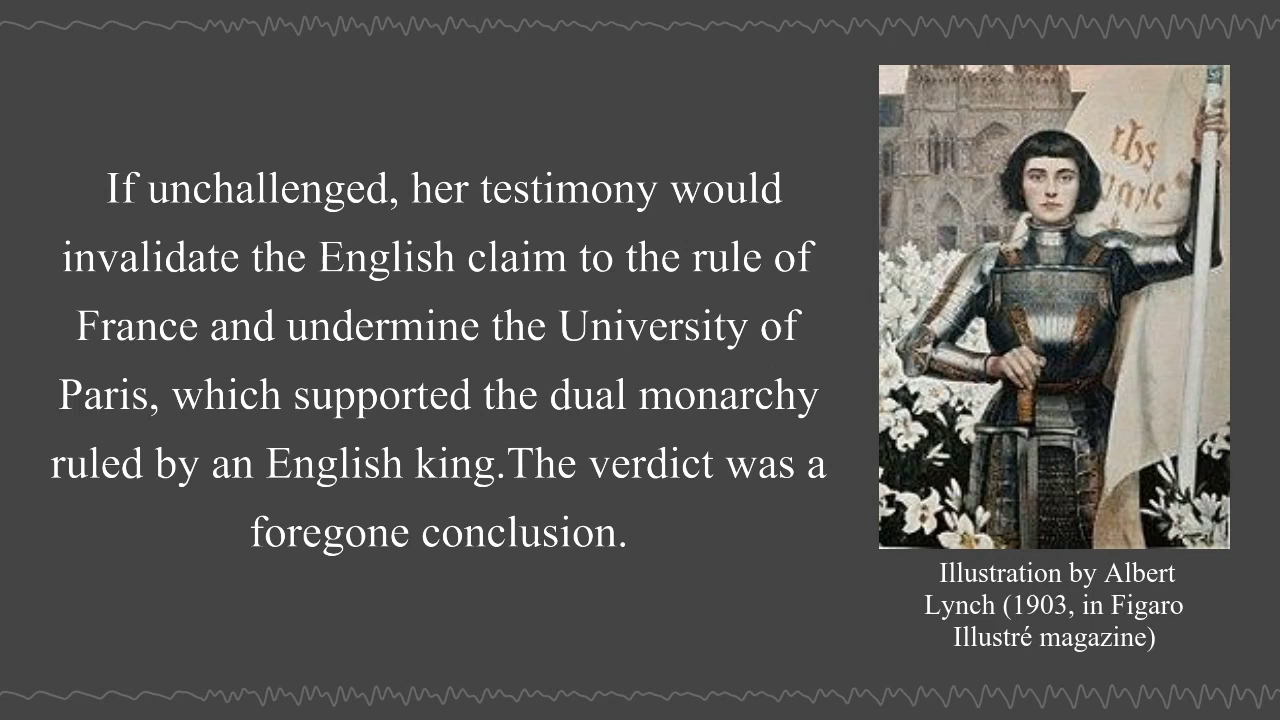 If unchallenged, her testimony would
invalidate the English claim to the rule of
France and undermine the University of
Paris, which supported the dual monarchy
ruled by an English king.The verdict was a
foregone conclusion.
ihs
Illustration by Albert
Lynch (1903, in Figaro
Illustré magazine)